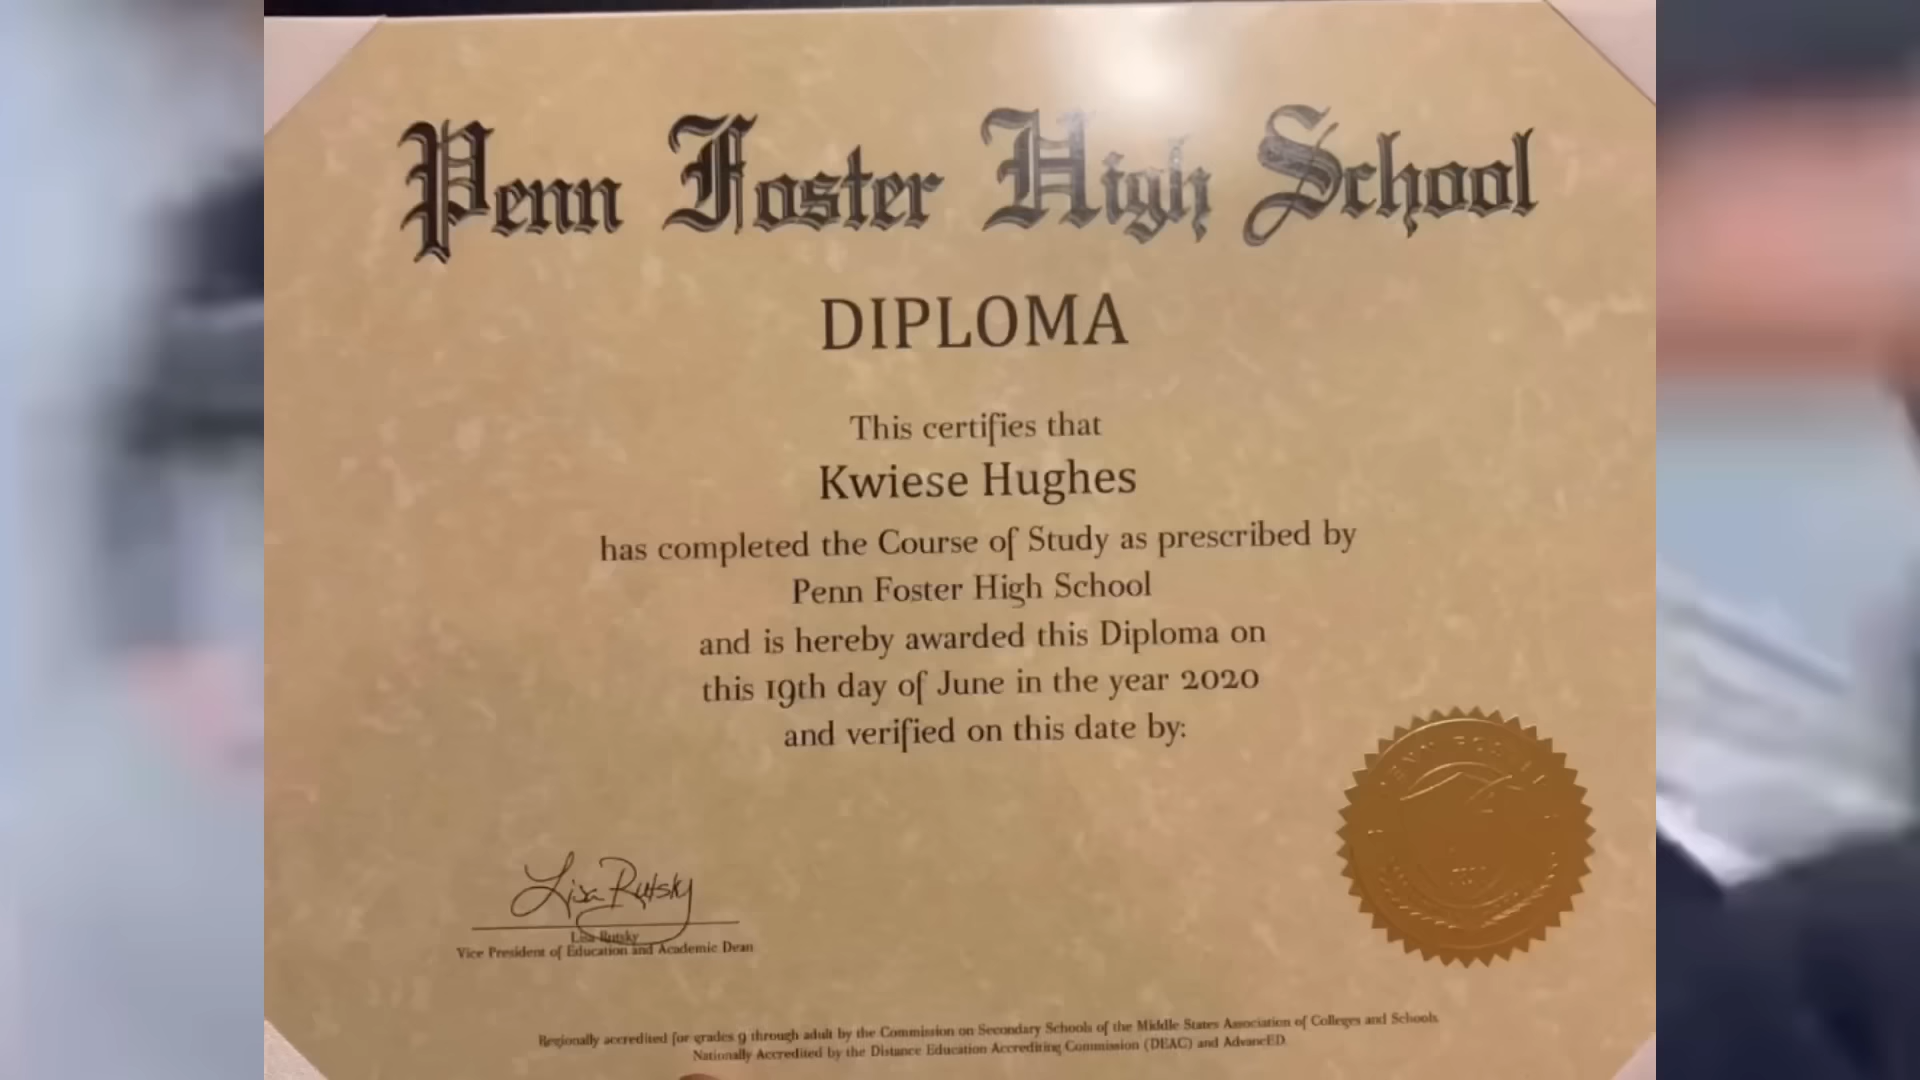 Penn Foster High School
DIPLOMA
This certifies that
Kwiese Hughes
has completed the Course of Study as prescribed by
Penn Foster High School
and is hereby awarded this Diploma on
this 19th day of June in the year 2020
and verified on this date by:
Lisa Rutsky
Lisa Rutsky
Vice President of Education and Academic Dean
Regionally accredited for grades 9 through adult by the Commission on Secondary Schools of the Middle States Association of Colleges and Schools.
Nationally Accredited by the Distance Education Accrediting Commission (DEAC) and AdvancED.